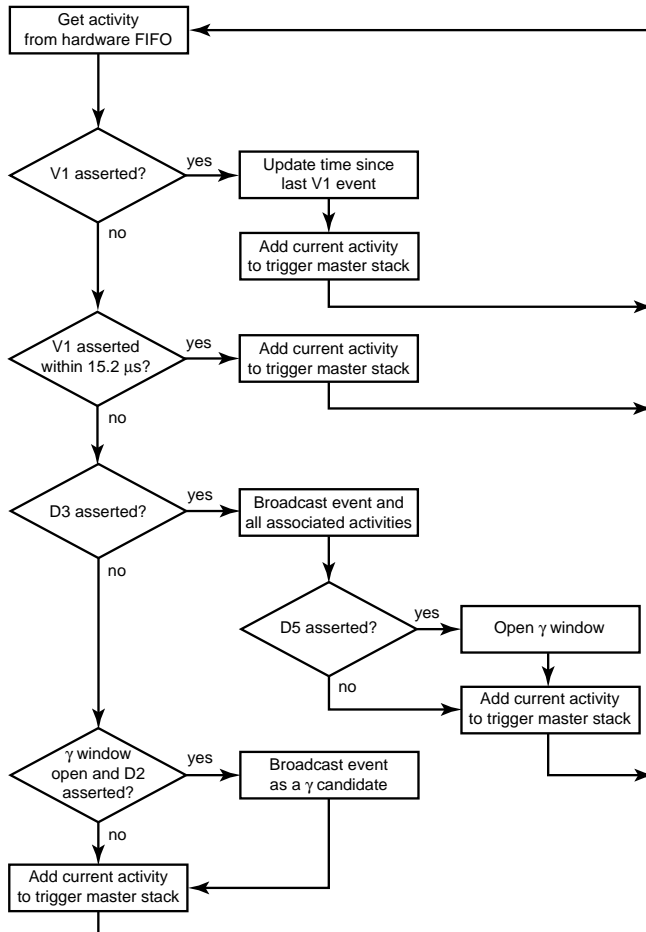 Get activity
from hardware FIFO
V1 asserted?
yes
Update time since
last V1 event
no
Add current activity
to trigger master stack
V1 asserted
within 15.2 μs?
yes
Add current activity
to trigger master stack
no
D3 asserted?
yes
Broadcast event and
all associated activities
no
D5 asserted?
yes
Open γ window
no
Add current activity
to trigger master stack
γ window
open and D2
asserted?
yes
Broadcast event
as a γ candidate
no
Add current activity
to trigger master stack